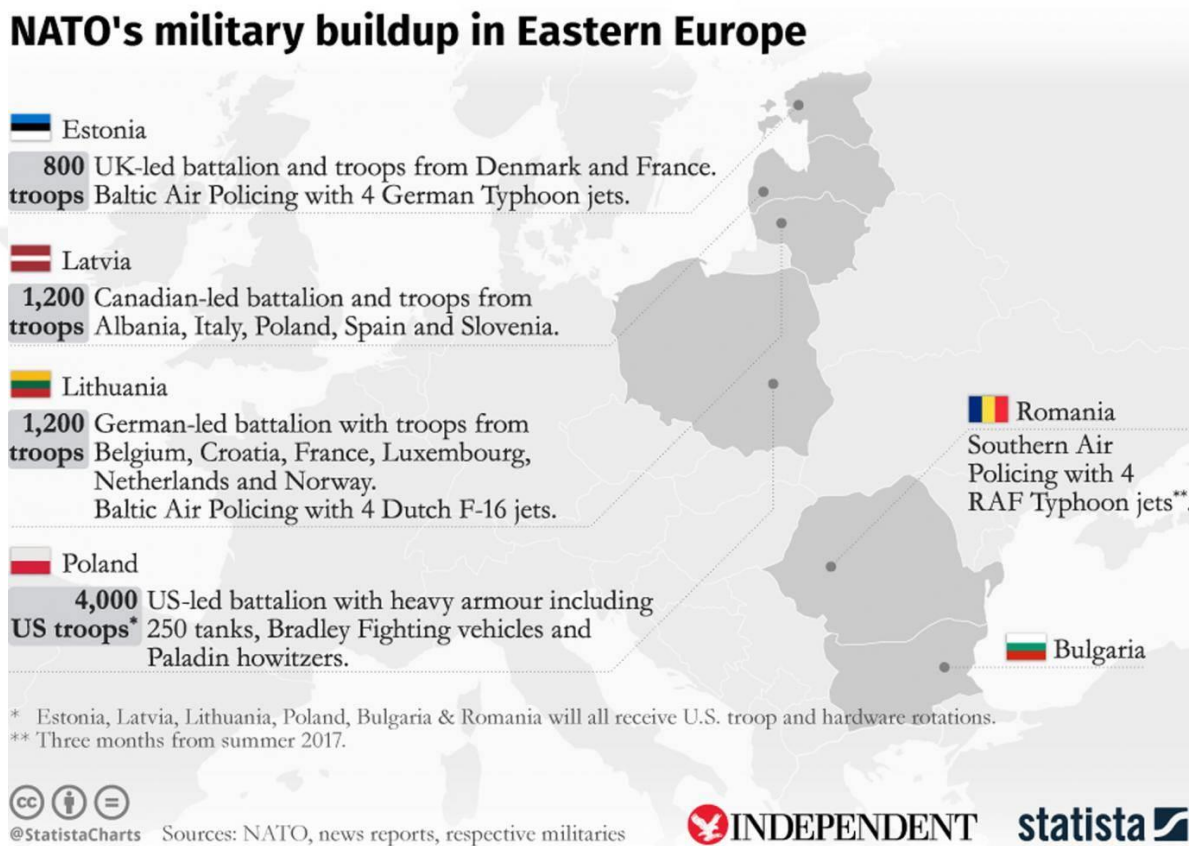 NATO's military buildup in Eastern Europe
Estonia
800 UK-led battalion and troops from Denmark and France.
troops Baltic Air Policing with 4 German Typhoon jets.
Latvia
1,200 Canadian-led battalion and troops from
troops Albania, Italy, Poland, Spain and Slovenia.
Lithuania
1,200 German-led battalion with troops from
troops Belgium, Croatia, France, Luxembourg,
Netherlands and Norway.
Baltic Air Policing with 4 Dutch F-16 jets.
Poland
4,000 US-led battalion with heavy armour including
US troops* 250 tanks, Bradley Fighting vehicles and
Paladin howitzers.
Romania
Southern Air
Policing with 4
RAF Typhoon jets**.
Bulgaria
* Estonia, Latvia, Lithuania, Poland, Bulgaria & Romania will all receive U.S. troop and hardware rotations.
** Three months from summer 2017.
cc
@StatistaCharts Sources: NATO, news reports, respective militaries
INDEPENDENT
statista